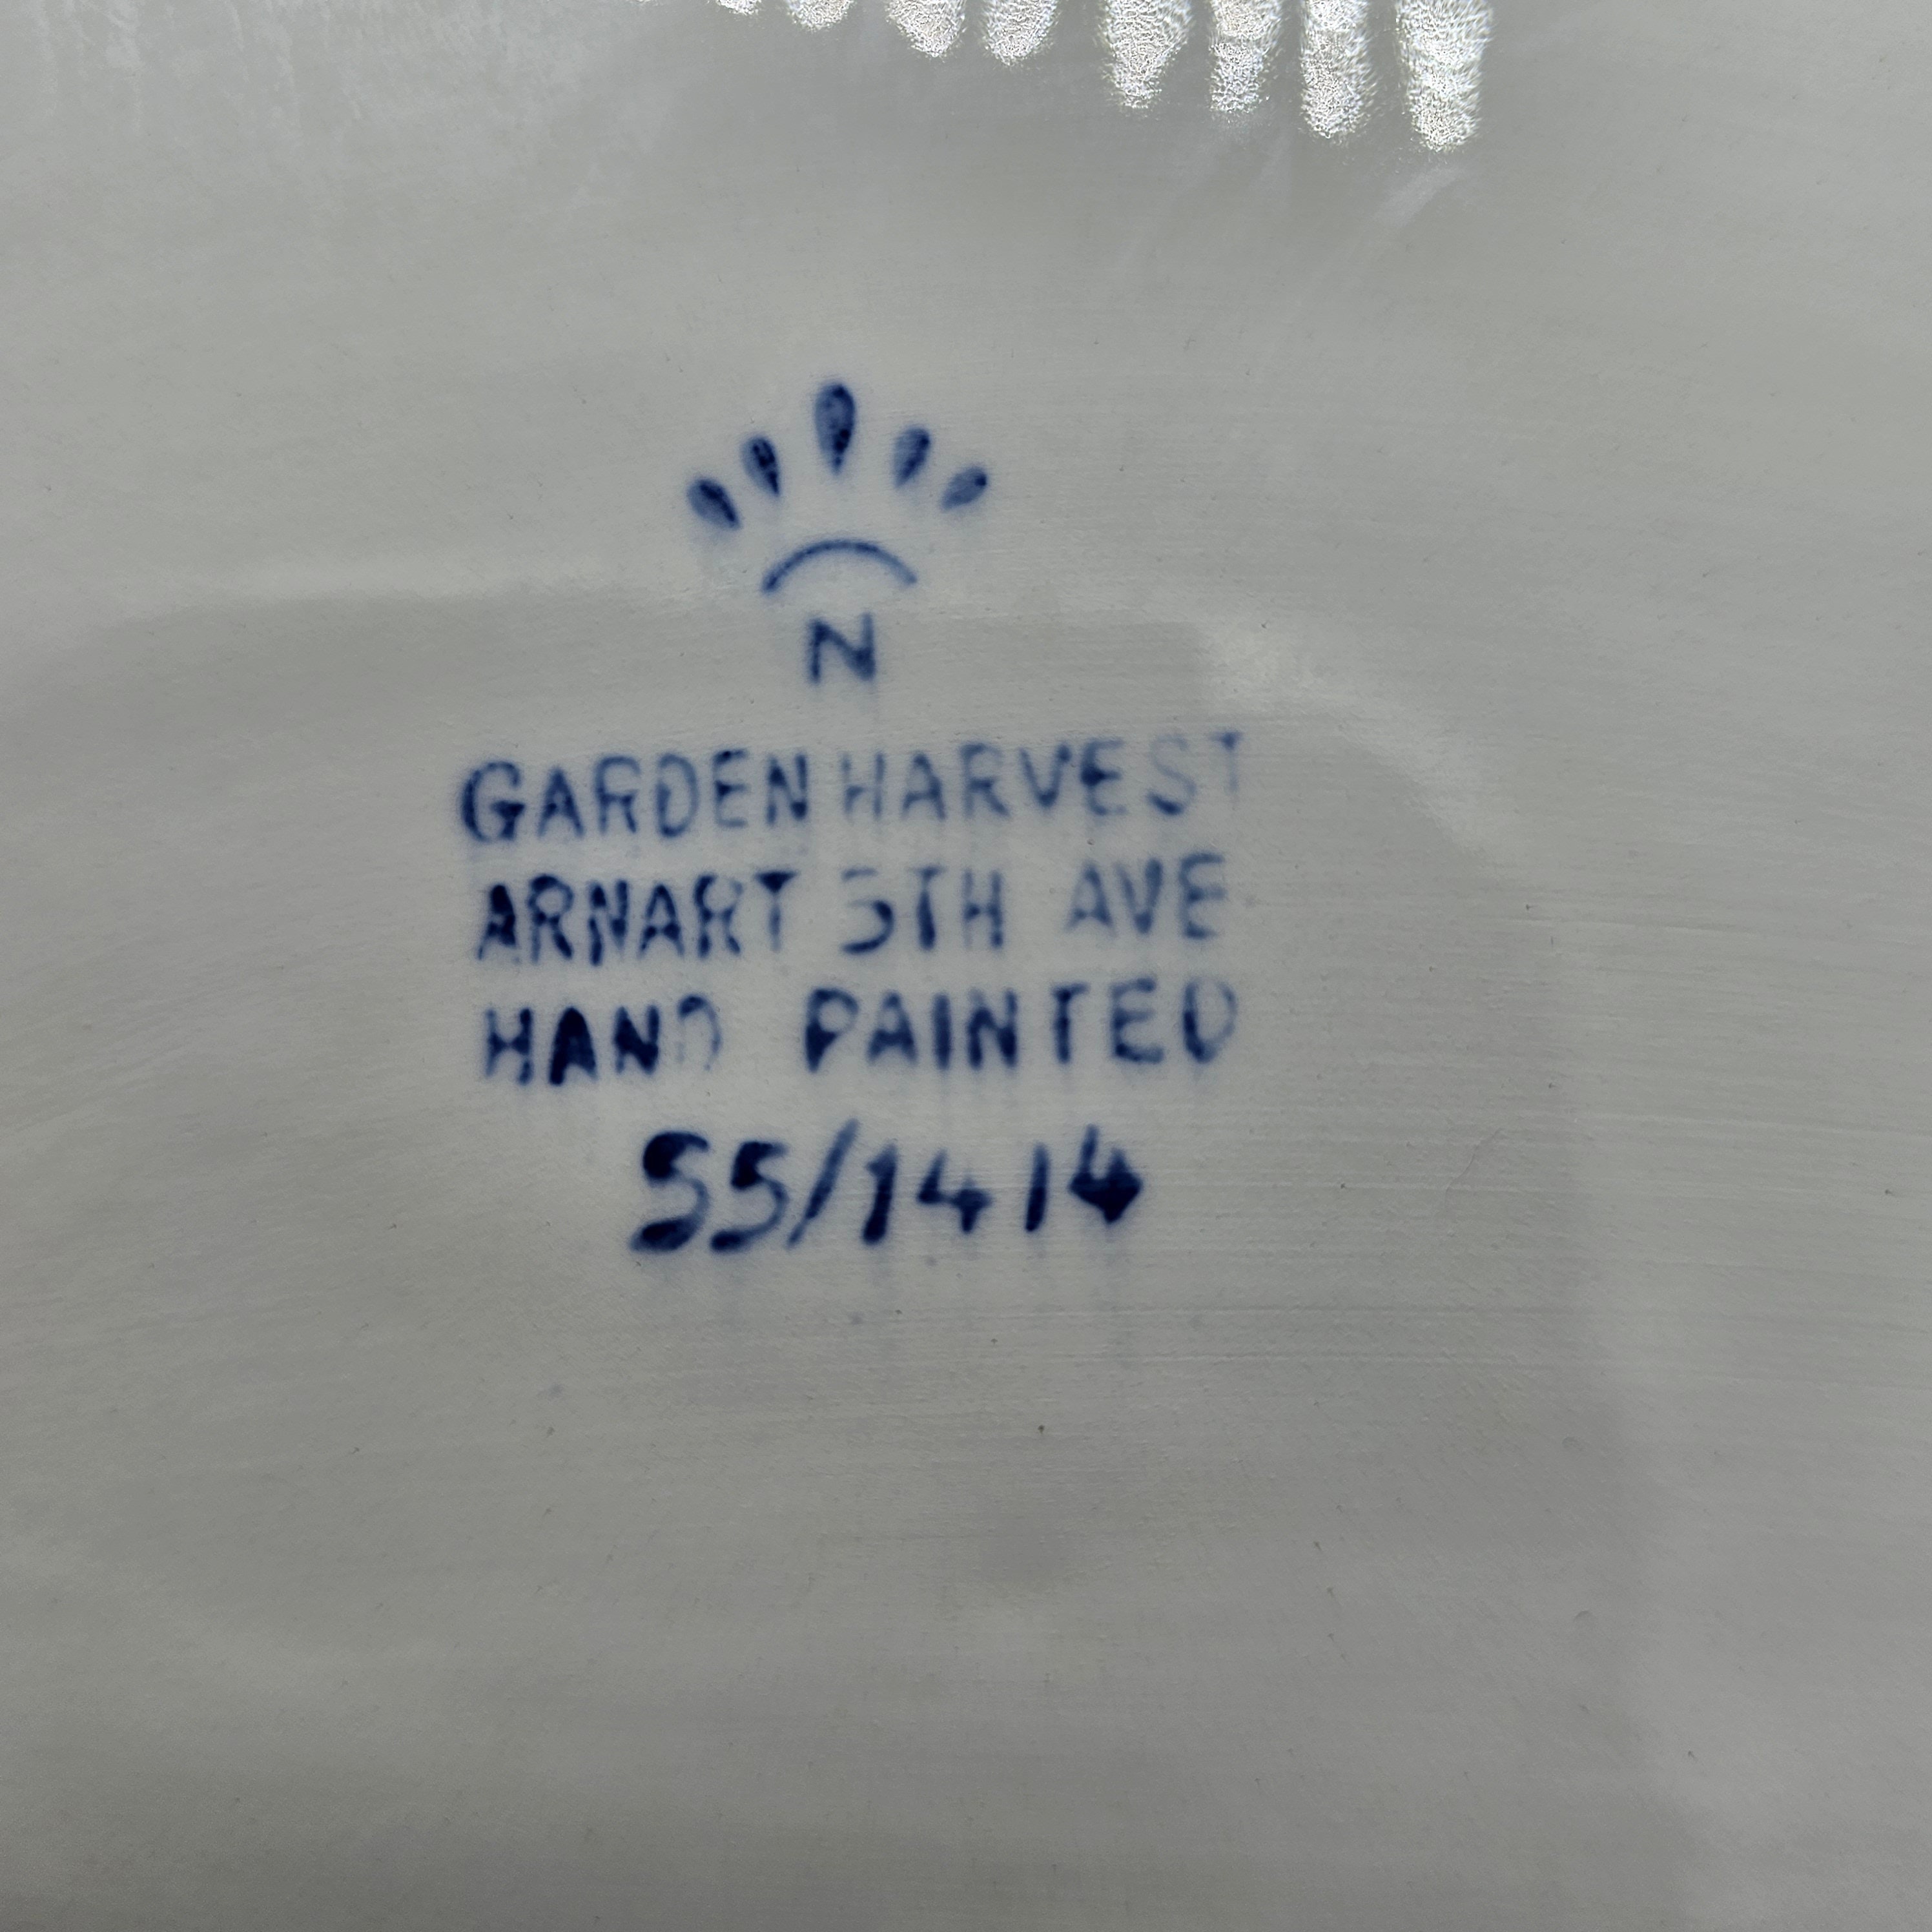 N
GARDEN HARVEST
ARNART 5TH AVE
HAND PAINTED
55/1414